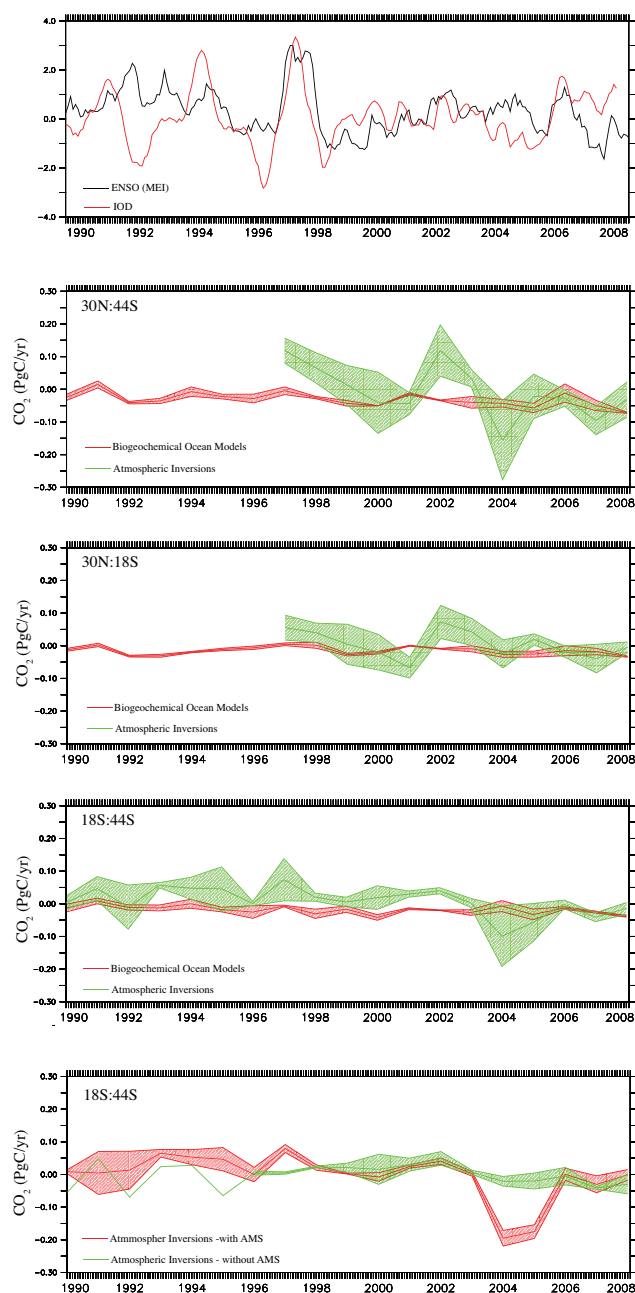 4.0
2.0
0.0
−2.0
−4.0
ENSO (MEI)
IOD
1990 1992 1994 1996 1998 2000 2002 2004 2006 2008
30N:44S
CO2 (PgC/yr)
0.30
0.20
0.10
0.00
−0.10
−0.20
−0.30
Biogeochemical Ocean Models
Atmospheric Inversions
1990 1992 1994 1996 1998 2000 2002 2004 2006 2008
30N:18S
CO2 (PgC/yr)
0.30
0.20
0.10
0.00
−0.10
−0.20
−0.30
Biogeochemical Ocean Models
Atmospheric Inversions
1990 1992 1994 1996 1998 2000 2002 2004 2006 2008
18S:44S
CO2 (PgC/yr)
0.30
0.20
0.10
0.00
−0.10
−0.20
−0.30
Biogeochemical Ocean Models
Atmospheric Inversions
1990 1992 1994 1996 1998 2000 2002 2004 2006 2008
18S:44S
CO2 (PgC/yr)
0.30
0.20
0.10
0.00
−0.10
−0.20
−0.30
Atmmospher Inversions -with AMS
Atmospheric Inversions - without AMS
1990 1992 1994 1996 1998 2000 2002 2004 2006 2008